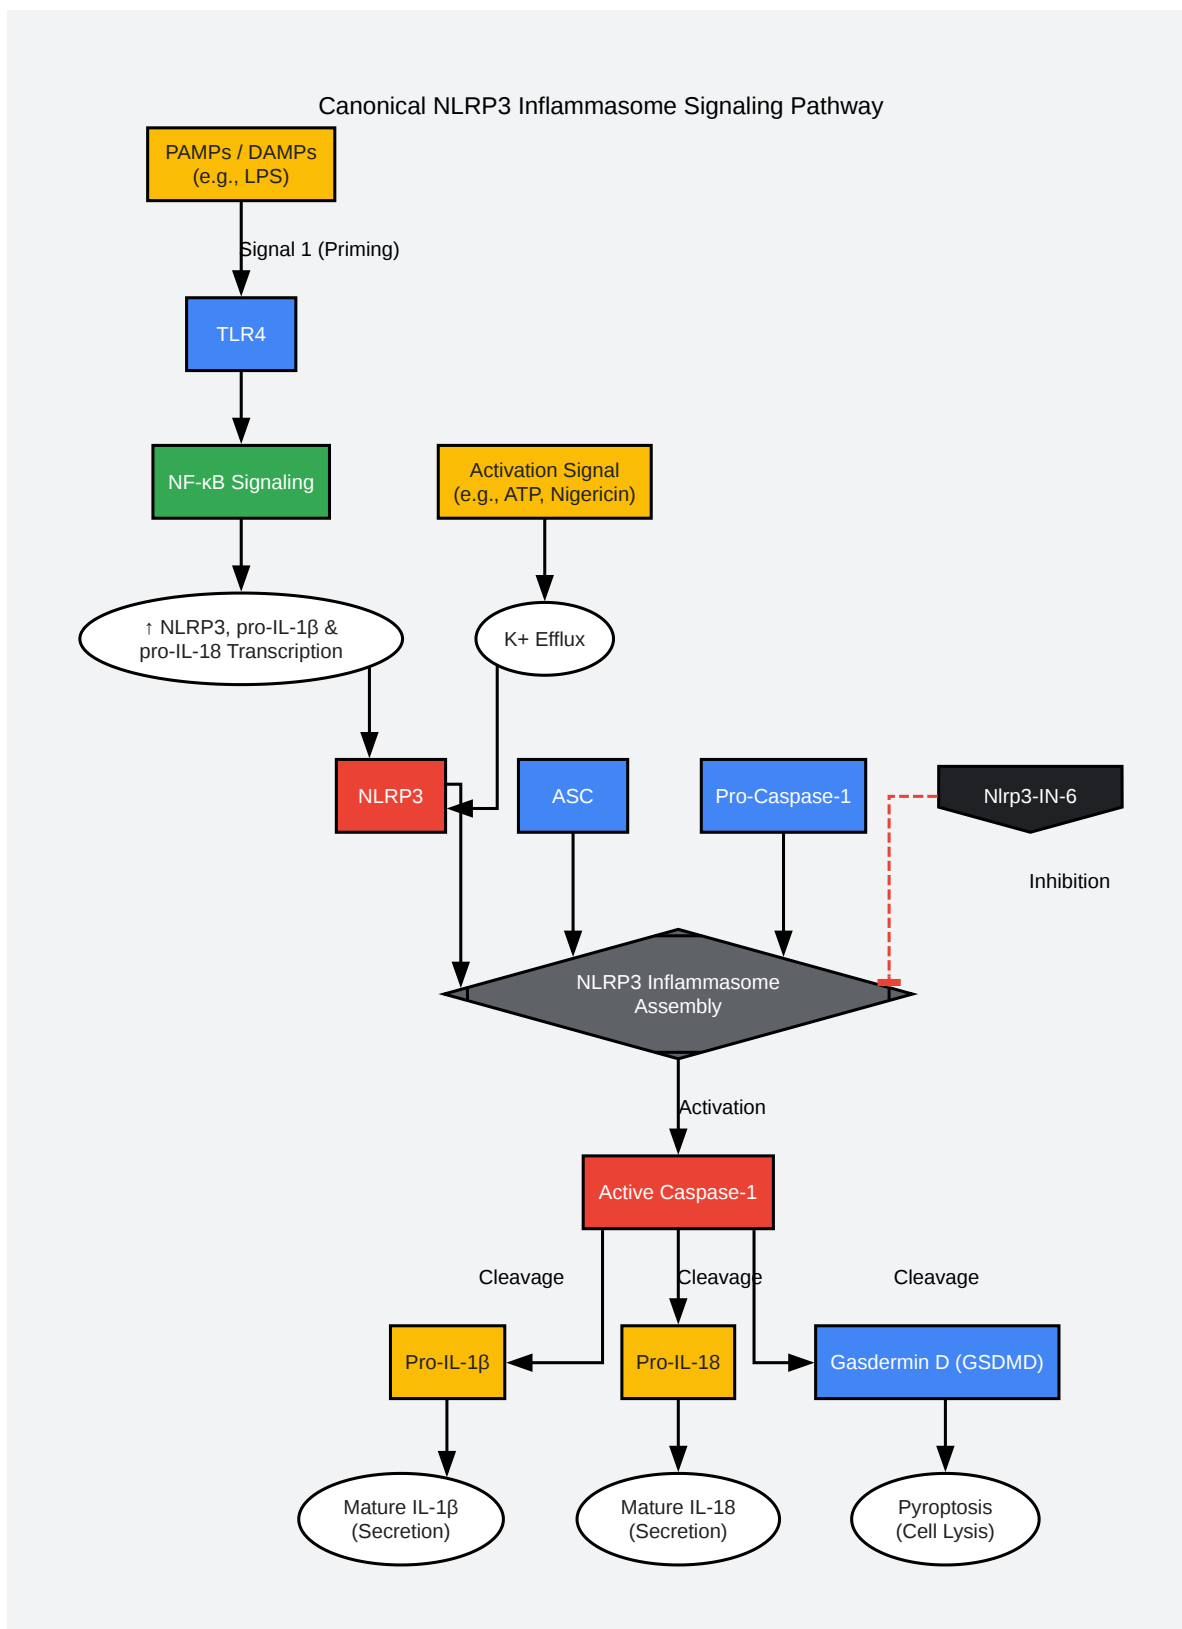 Canonical NLRP3 Inflammasome Signaling Pathway
PAMPs / DAMPs
(e.g., LPS)
Signal 1 (Priming)
TLR4
NF-κB Signaling
Activation Signal
(e.g., ATP, Nigericin)
↑ NLRP3, pro-IL-1β &
pro-IL-18 Transcription
K+ Efflux
NLRP3
ASC
Pro-Caspase-1
Nlrp3-IN-6
Inhibition
NLRP3 Inflammasome
Assembly
Activation
Active Caspase-1
Cleavage
Cleavage
Cleavage
Pro-IL-1β
Pro-IL-18
Gasdermin D (GSDMD)
Mature IL-1β
(Secretion)
Mature IL-18
(Secretion)
Pyroptosis
(Cell Lysis)